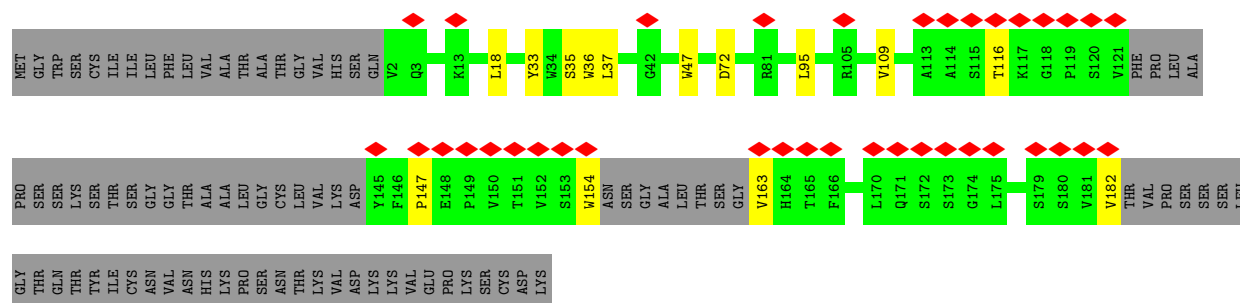 MET GLY TRP SER CYS ILE ILE LEU PHE LEU VAL ALA THR ALA THR GLY VAL HIS SER GLN V2 Q3 K13 L18 Y33 W34 S35 W36 L37 G42 W47 D72 R81 L95 R105 V109 A113 A114 S115 T116 K117 G118 P119 S120 V121 PHE PRO LEU ALA
PRO SER SER LYS SER THR SER GLY GLY THR ALA ALA LEU GLY CYS LEU VAL LYS ASP Y145 F146 P147 E148 P149 V150 T151 V152 S153 W154 ASN SER GLY ALA LEU THR SER GLY V163 H164 T165 F166 L170 Q171 S172 S173 G174 L175 S179 S180 V181 V182 THR VAL PRO SER SER SER LEU
GLY THR GLN THR TYR ILE CYS ASN VAL ASN HIS LYS PRO SER ASN THR LYS VAL ASP LYS LYS VAL GLU PRO LYS SER CYS ASP LYS